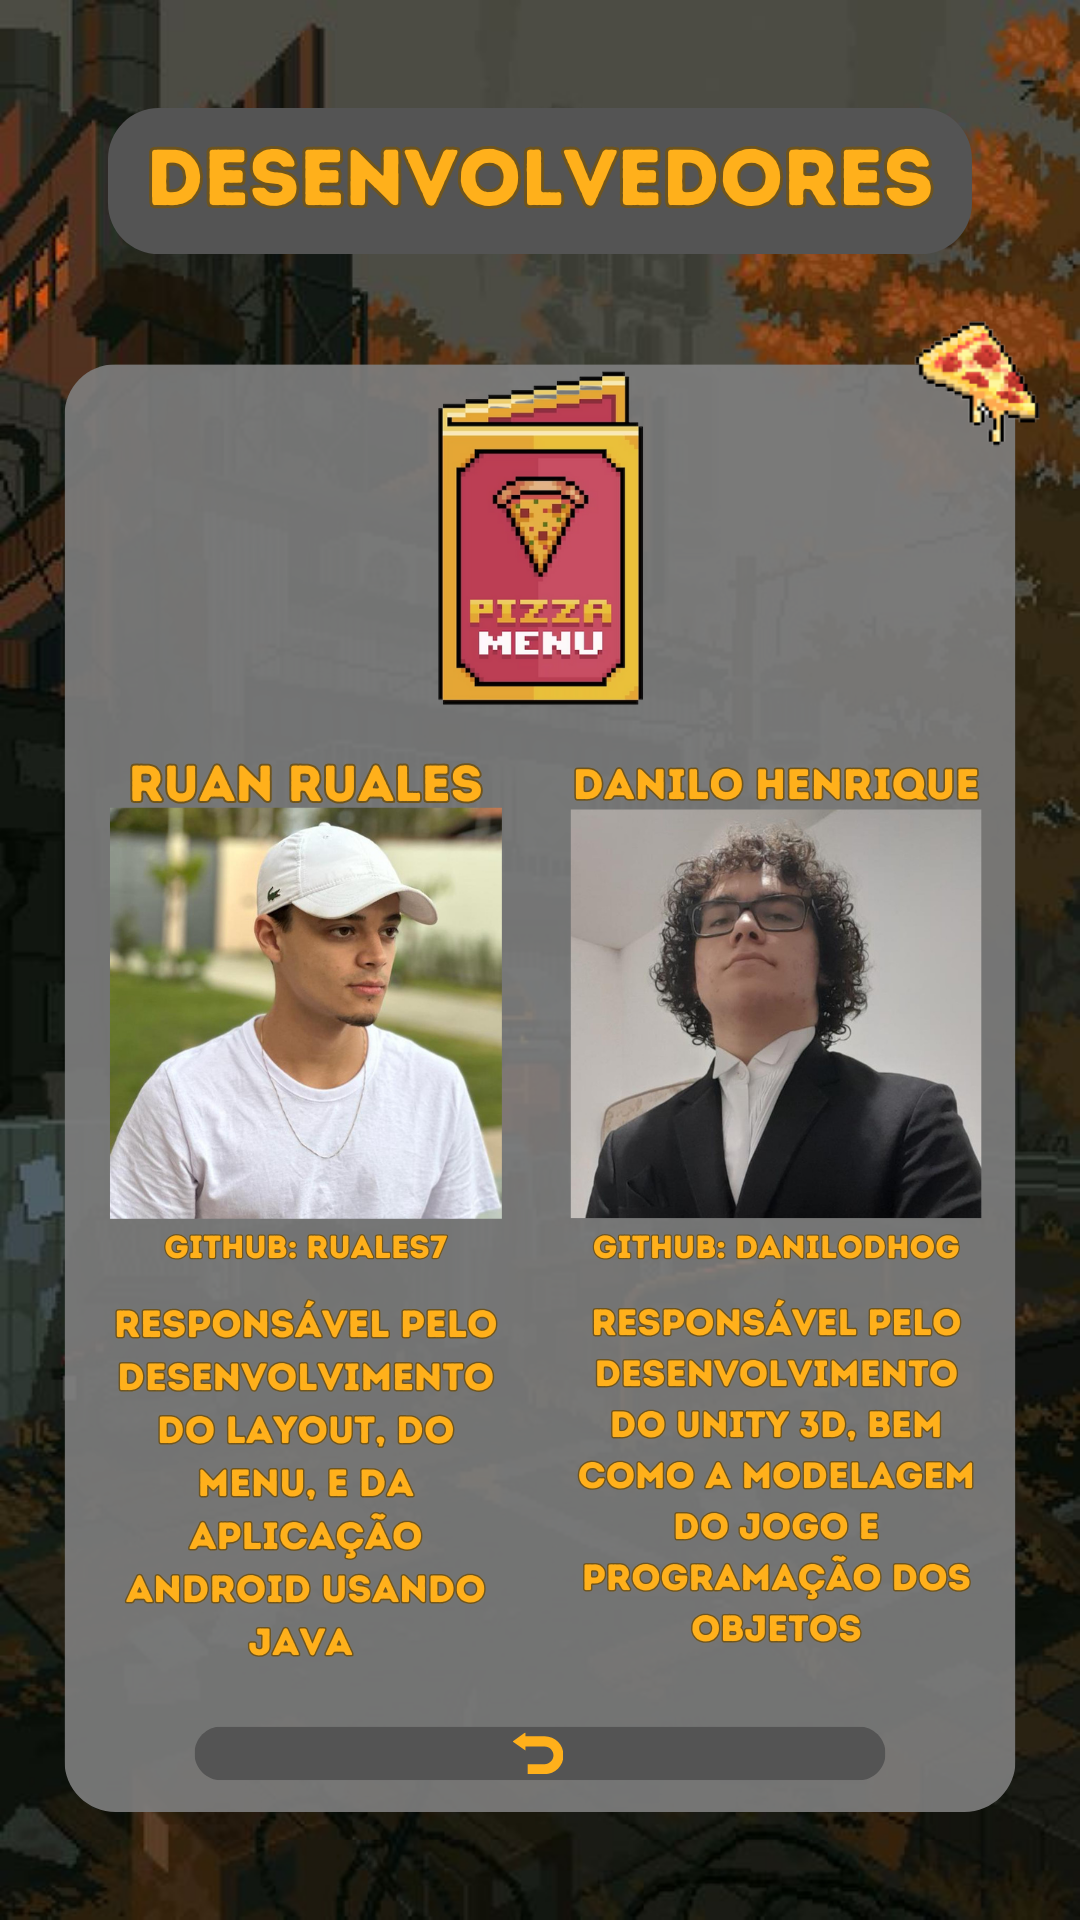 DESENVOLVEDORES
PIZZA
MENU
RUAN RUALES
GITHUB: RUALES7
RESPONSÁVEL PELO
DESENVOLVIMENTO
DO LAYOUT, DO
MENU, E DA
APLICAÇÃO
ANDROID USANDO
JAVA
DANILO HENRIQUE
GITHUB: DANILODHOG
RESPONSÁVEL PELO
DESENVOLVIMENTO
DO UNITY 3D, BEM
COMO A MODELAGEM
DO JOGO E
PROGRAMAÇÃO DOS
OBJETOS